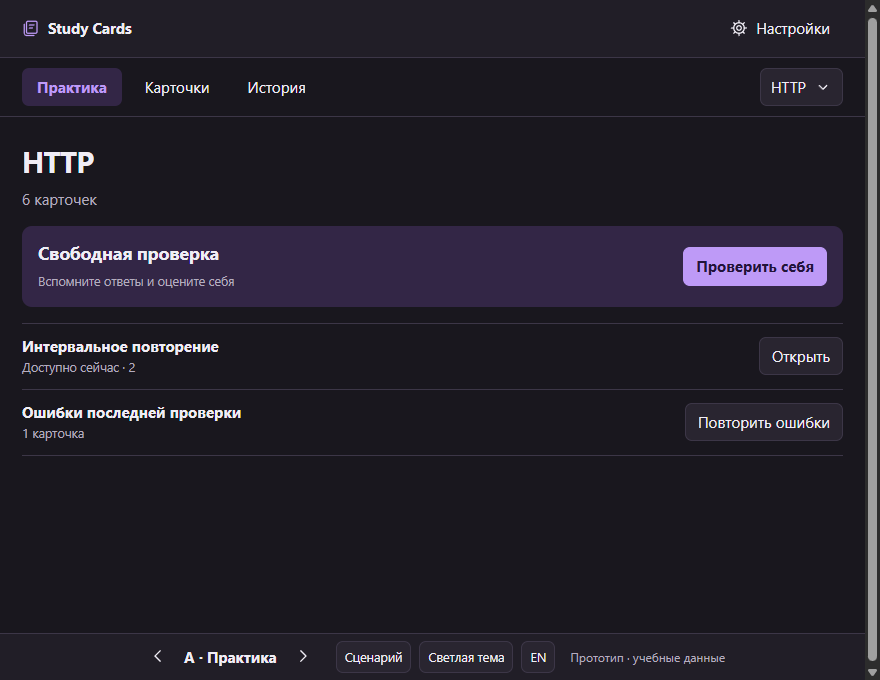 Study Cards
Настройки
Практика
Карточки
История
HTTP
HTTP
6 карточек
Свободная проверка
Вспомните ответы и оцените себя
Проверить себя
Интервальное повторение
Доступно сейчас · 2
Открыть
Ошибки последней проверки
1 карточка
Повторить ошибки
A · Практика
Сценарий
Светлая тема
EN
Прототип · учебные данные